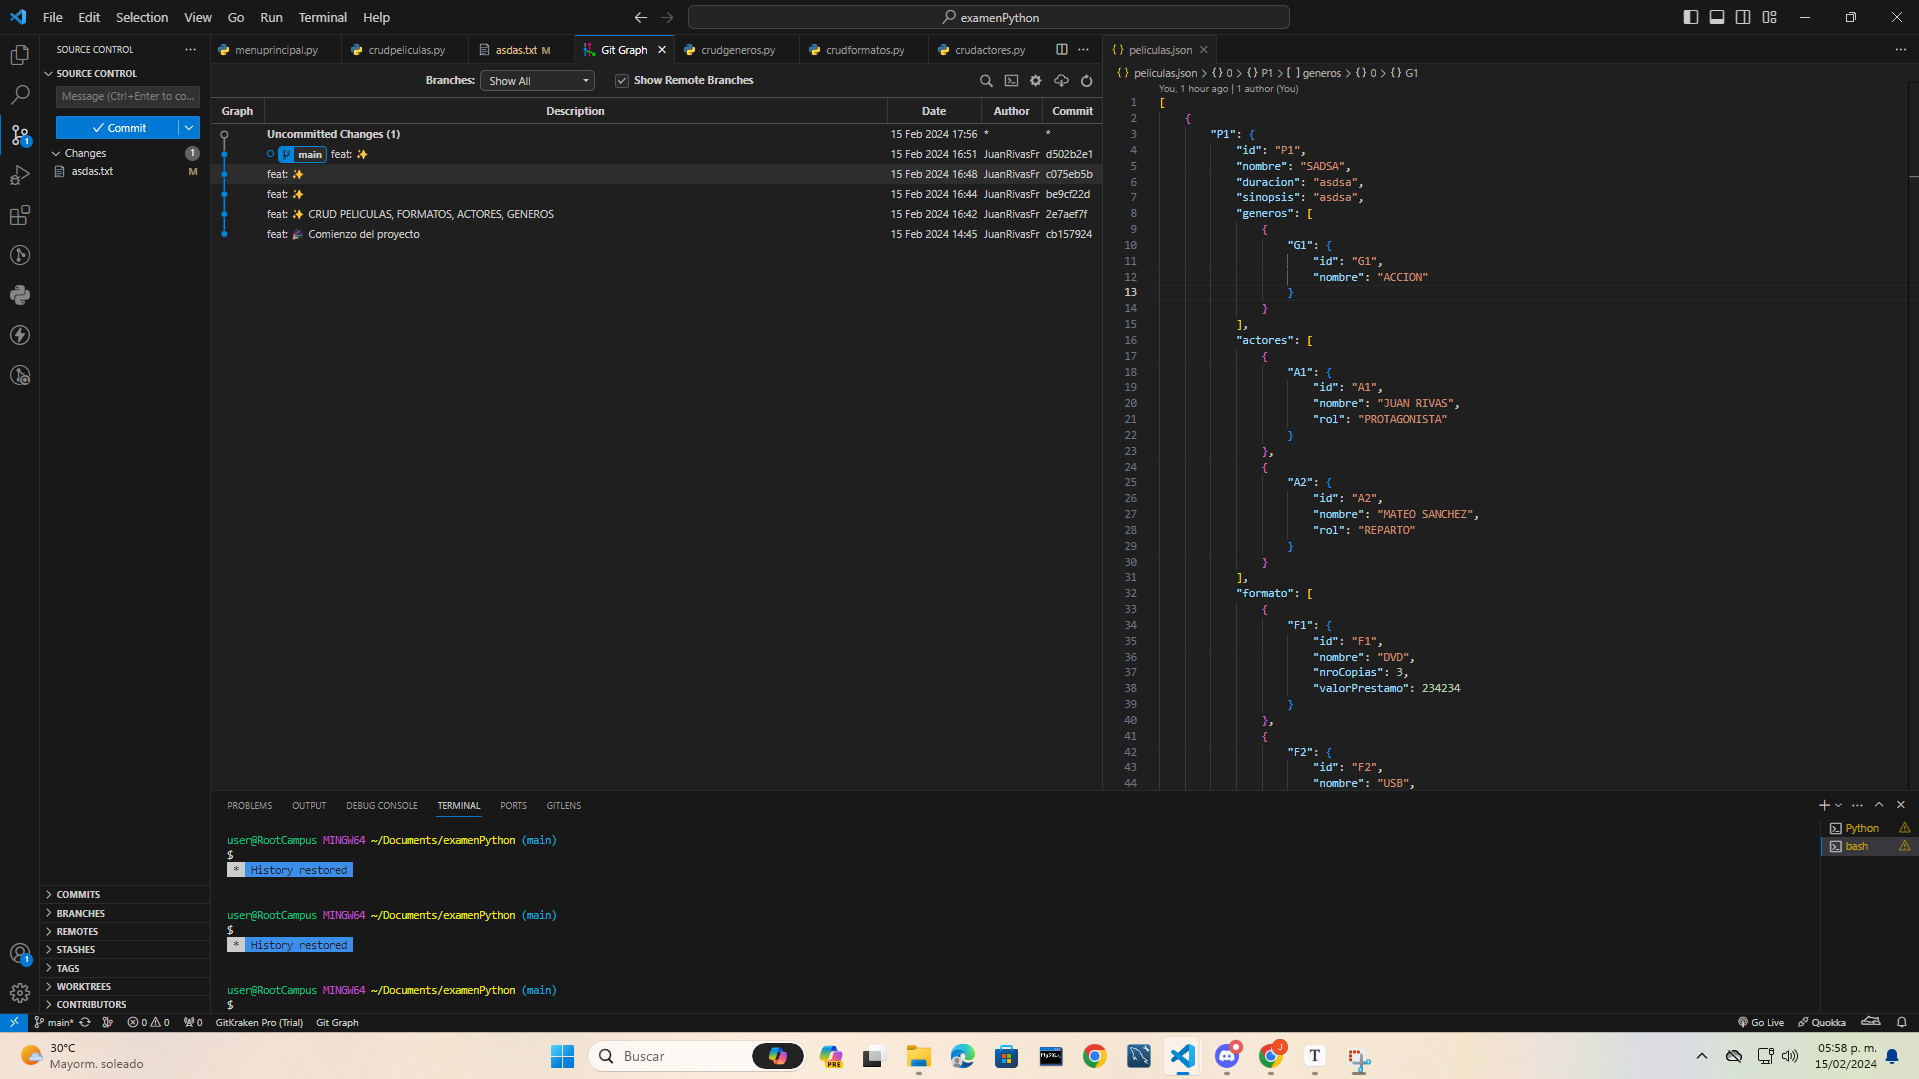 File Edit Selection View Go Run Terminal Help
examenPython
SOURCE CONTROL
SOURCE CONTROL
Message (Ctrl+Enter to co...
Commit
Changes 1
asdas.txt M
COMMITS
BRANCHES
REMOTES
STASHES
TAGS
WORKTREES
CONTRIBUTORS
menuprincipal.py crudpeliculas.py asdas.txt M Git Graph crudgeneros.py crudformatos.py crudactores.py
Branches: Show All Show Remote Branches
Graph Description Date Author Commit
Uncommitted Changes (1) 15 Feb 2024 17:56 * *
main feat: ✨ 15 Feb 2024 16:51 JuanRivasFr d502b2e1
feat: ✨ 15 Feb 2024 16:48 JuanRivasFr c075eb5b
feat: ✨ 15 Feb 2024 16:44 JuanRivasFr be9cf22d
feat: ✨ CRUD PELICULAS, FORMATOS, ACTORES, GENEROS 15 Feb 2024 16:42 JuanRivasFr 2e7aef7f
feat: 🎉 Comienzo del proyecto 15 Feb 2024 14:45 JuanRivasFr cb157924
peliculas.json
peliculas.json > {} 0 > {} P1 > [ ] generos > {} 0 > {} G1
You, 1 hour ago | 1 author (You)
1 [
2 {
3 "P1": {
4 "id": "P1",
5 "nombre": "SADSA",
6 "duracion": "asdsa",
7 "sinopsis": "asdsa",
8 "generos": [
9 {
10 "G1": {
11 "id": "G1",
12 "nombre": "ACCION"
13 }
14 }
15 ],
16 "actores": [
17 {
18 "A1": {
19 "id": "A1",
20 "nombre": "JUAN RIVAS",
21 "rol": "PROTAGONISTA"
22 }
23 },
24 {
25 "A2": {
26 "id": "A2",
27 "nombre": "MATEO SANCHEZ",
28 "rol": "REPARTO"
29 }
30 }
31 ],
32 "formato": [
33 {
34 "F1": {
35 "id": "F1",
36 "nombre": "DVD",
37 "nroCopias": 3,
38 "valorPrestamo": 234234
39 }
40 },
41 {
42 "F2": {
43 "id": "F2",
44 "nombre": "USB",
PROBLEMS OUTPUT DEBUG CONSOLE TERMINAL PORTS GITLENS
user@RootCampus MINGW64 ~/Documents/examenPython (main)
$
* History restored
user@RootCampus MINGW64 ~/Documents/examenPython (main)
$
* History restored
user@RootCampus MINGW64 ~/Documents/examenPython (main)
$
Python
bash
main* 0 0 0 GitKraken Pro (Trial) Git Graph Go Live Quokka
30°C
Mayorm. soleado
Buscar
PRE
MySQL
J
T
05:58 p. m.
15/02/2024